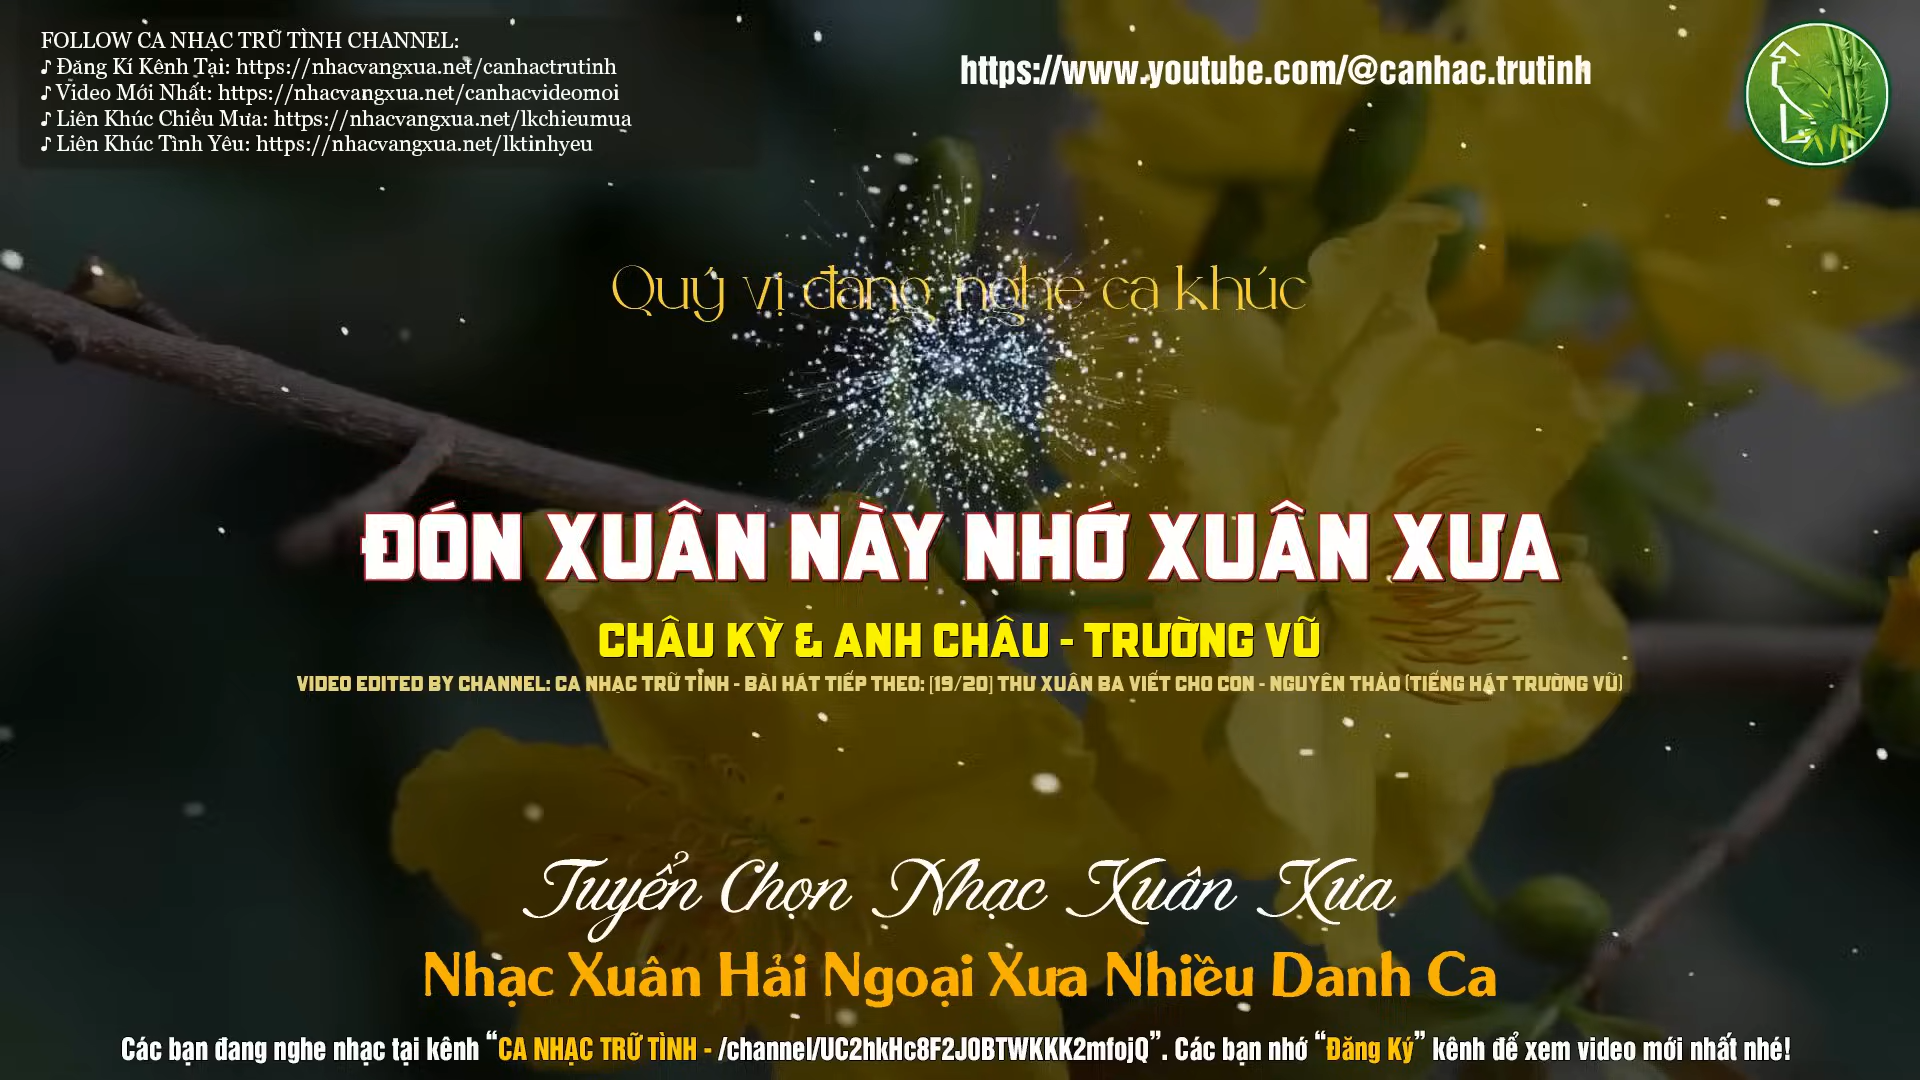 FOLLOW CA NHẠC TRỮ TÌNH CHANNEL:
♪ Đăng Kí Kênh Tại: https://nhacvangxua.net/canhactrutinh
♪ Video Mới Nhất: https://nhacvangxua.net/canhacvideomoi
♪ Liên Khúc Chiều Mưa: https://nhacvangxua.net/lkchieumua
♪ Liên Khúc Tình Yêu: https://nhacvangxua.net/lktinhyeu
https://www.youtube.com/@canhac.trutinh
Quý vị đang nghe ca khúc
ĐÓN XUÂN NÀY NHỚ XUÂN XƯA
CHÂU KỲ & ANH CHÂU - TRƯỜNG VŨ
VIDEO EDITED BY CHANNEL: CA NHẠC TRỮ TÌNH - BÀI HÁT TIẾP THEO: [19/20] THƯ XUÂN BA VIẾT CHO CON - NGUYÊN THẢO (TIẾNG HÁT TRƯỜNG VŨ)
Tuyển Chọn Nhạc Xuân Xưa
Nhạc Xuân Hải Ngoại Xưa Nhiều Danh Ca
Các bạn đang nghe nhạc tại kênh “CA NHẠC TRỮ TÌNH - /channel/UC2hkHc8F2J0BTWKKK2mfojQ”. Các bạn nhớ “Đăng Ký” kênh để xem video mới nhất nhé!